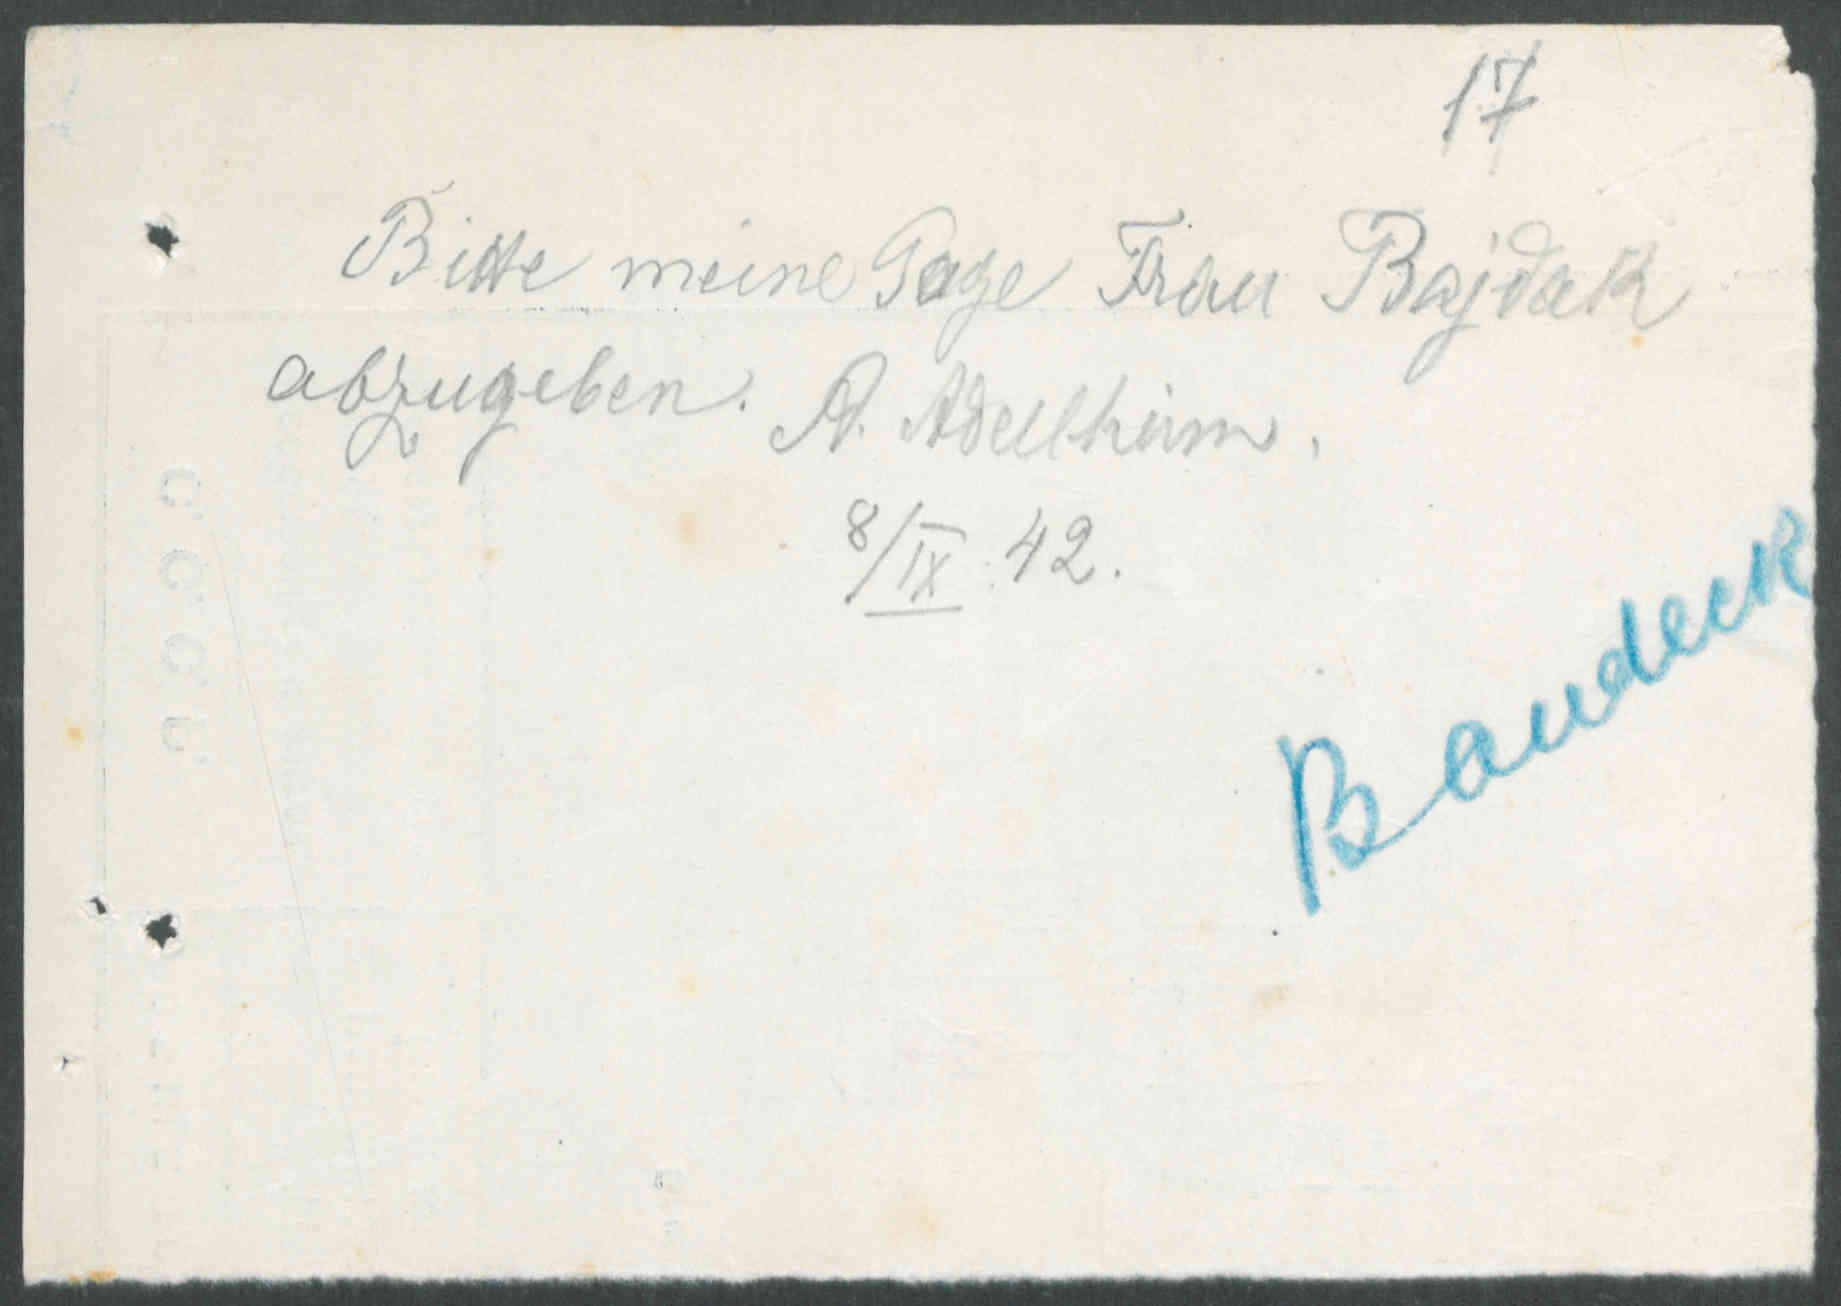 17
Bitte meine Gage Frau Bajdak
abzugeben. A. Adelheim.
8/IX 42.
Baudeck